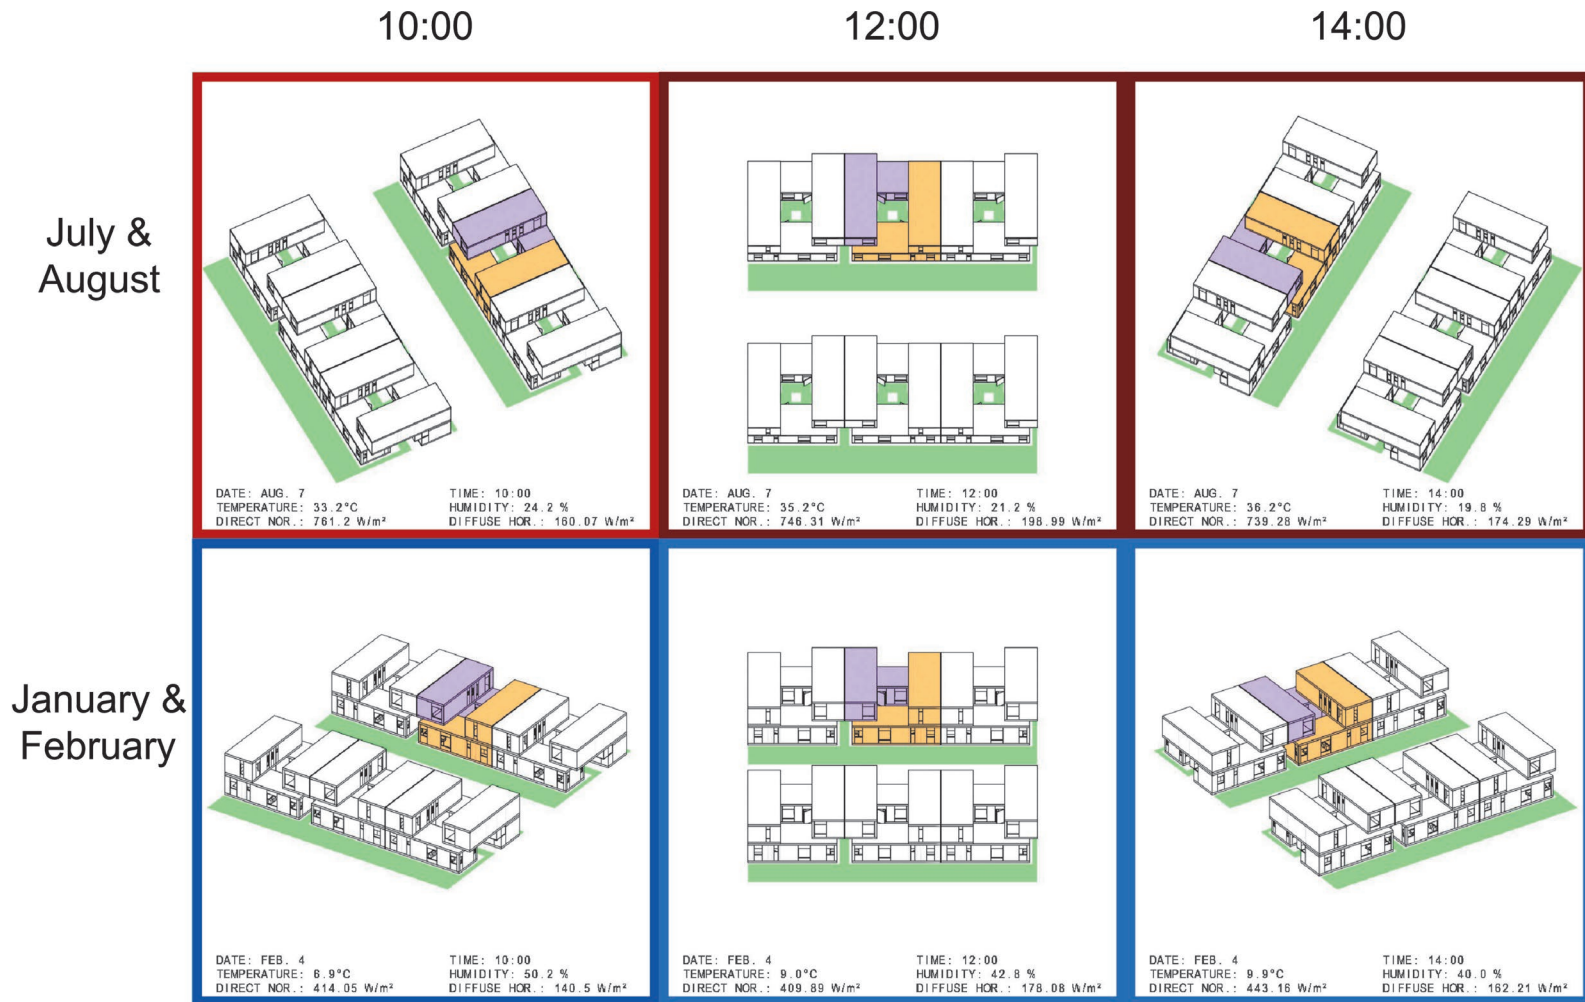 10:00 12:00 14:00
July &
August
DATE: AUG. 7 TIME: 10:00
TEMPERATURE: 33.2°C HUMIDITY: 24.2 %
DIRECT NOR.: 761.2 W/m² DIFFUSE HOR.: 160.07 W/m²
DATE: AUG. 7 TIME: 12:00
TEMPERATURE: 35.2°C HUMIDITY: 21.2 %
DIRECT NOR.: 746.31 W/m² DIFFUSE HOR.: 198.99 W/m²
DATE: AUG. 7 TIME: 14:00
TEMPERATURE: 36.2°C HUMIDITY: 19.8 %
DIRECT NOR.: 739.28 W/m² DIFFUSE HOR.: 174.29 W/m²
January &
February
DATE: FEB. 4 TIME: 10:00
TEMPERATURE: 6.9°C HUMIDITY: 50.2 %
DIRECT NOR.: 414.05 W/m² DIFFUSE HOR.: 140.5 W/m²
DATE: FEB. 4 TIME: 12:00
TEMPERATURE: 9.0°C HUMIDITY: 42.8 %
DIRECT NOR.: 409.89 W/m² DIFFUSE HOR.: 178.08 W/m²
DATE: FEB. 4 TIME: 14:00
TEMPERATURE: 9.9°C HUMIDITY: 40.0 %
DIRECT NOR.: 443.16 W/m² DIFFUSE HOR.: 162.21 W/m²